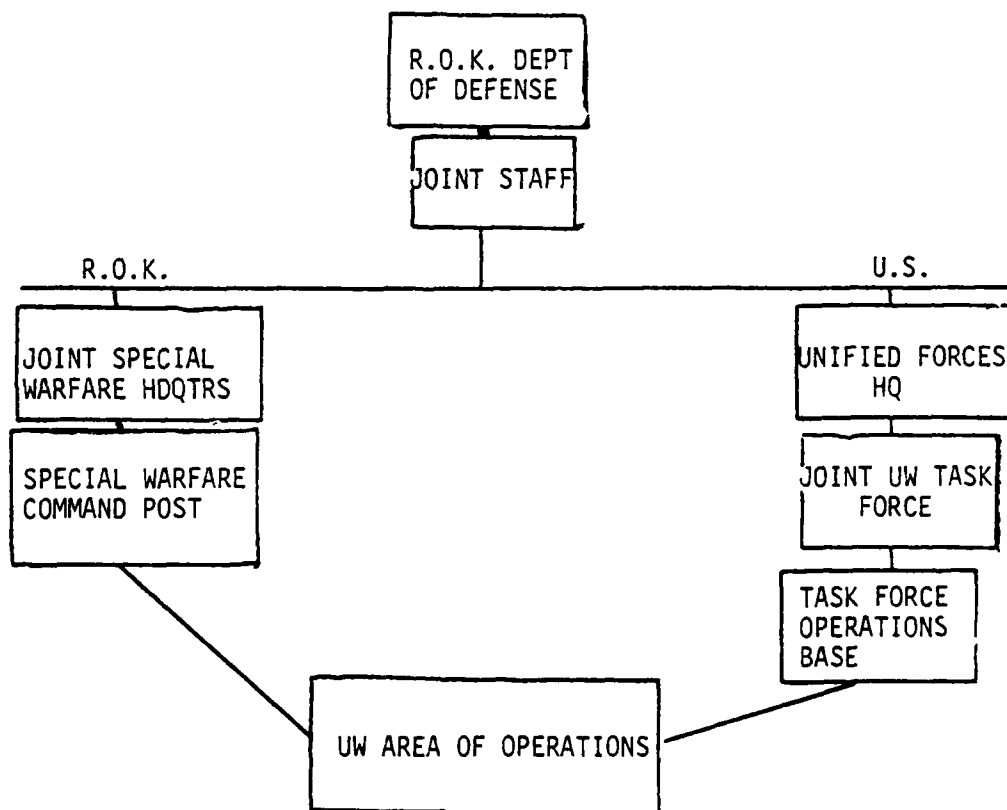 R.O.K. DEPT
OF DEFENSE
JOINT STAFF
R.O.K.
U.S.
JOINT SPECIAL
WARFARE HDQTRS
SPECIAL WARFARE
COMMAND POST
UNIFIED FORCES
HQ
JOINT UW TASK
FORCE
TASK FORCE
OPERATIONS
BASE
UW AREA OF OPERATIONS